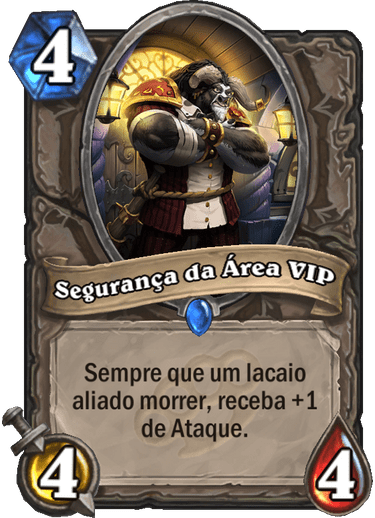 4
Segurança da Área VIP
Sempre que um lacaio
aliado morrer, receba +1
de Ataque.
4
4